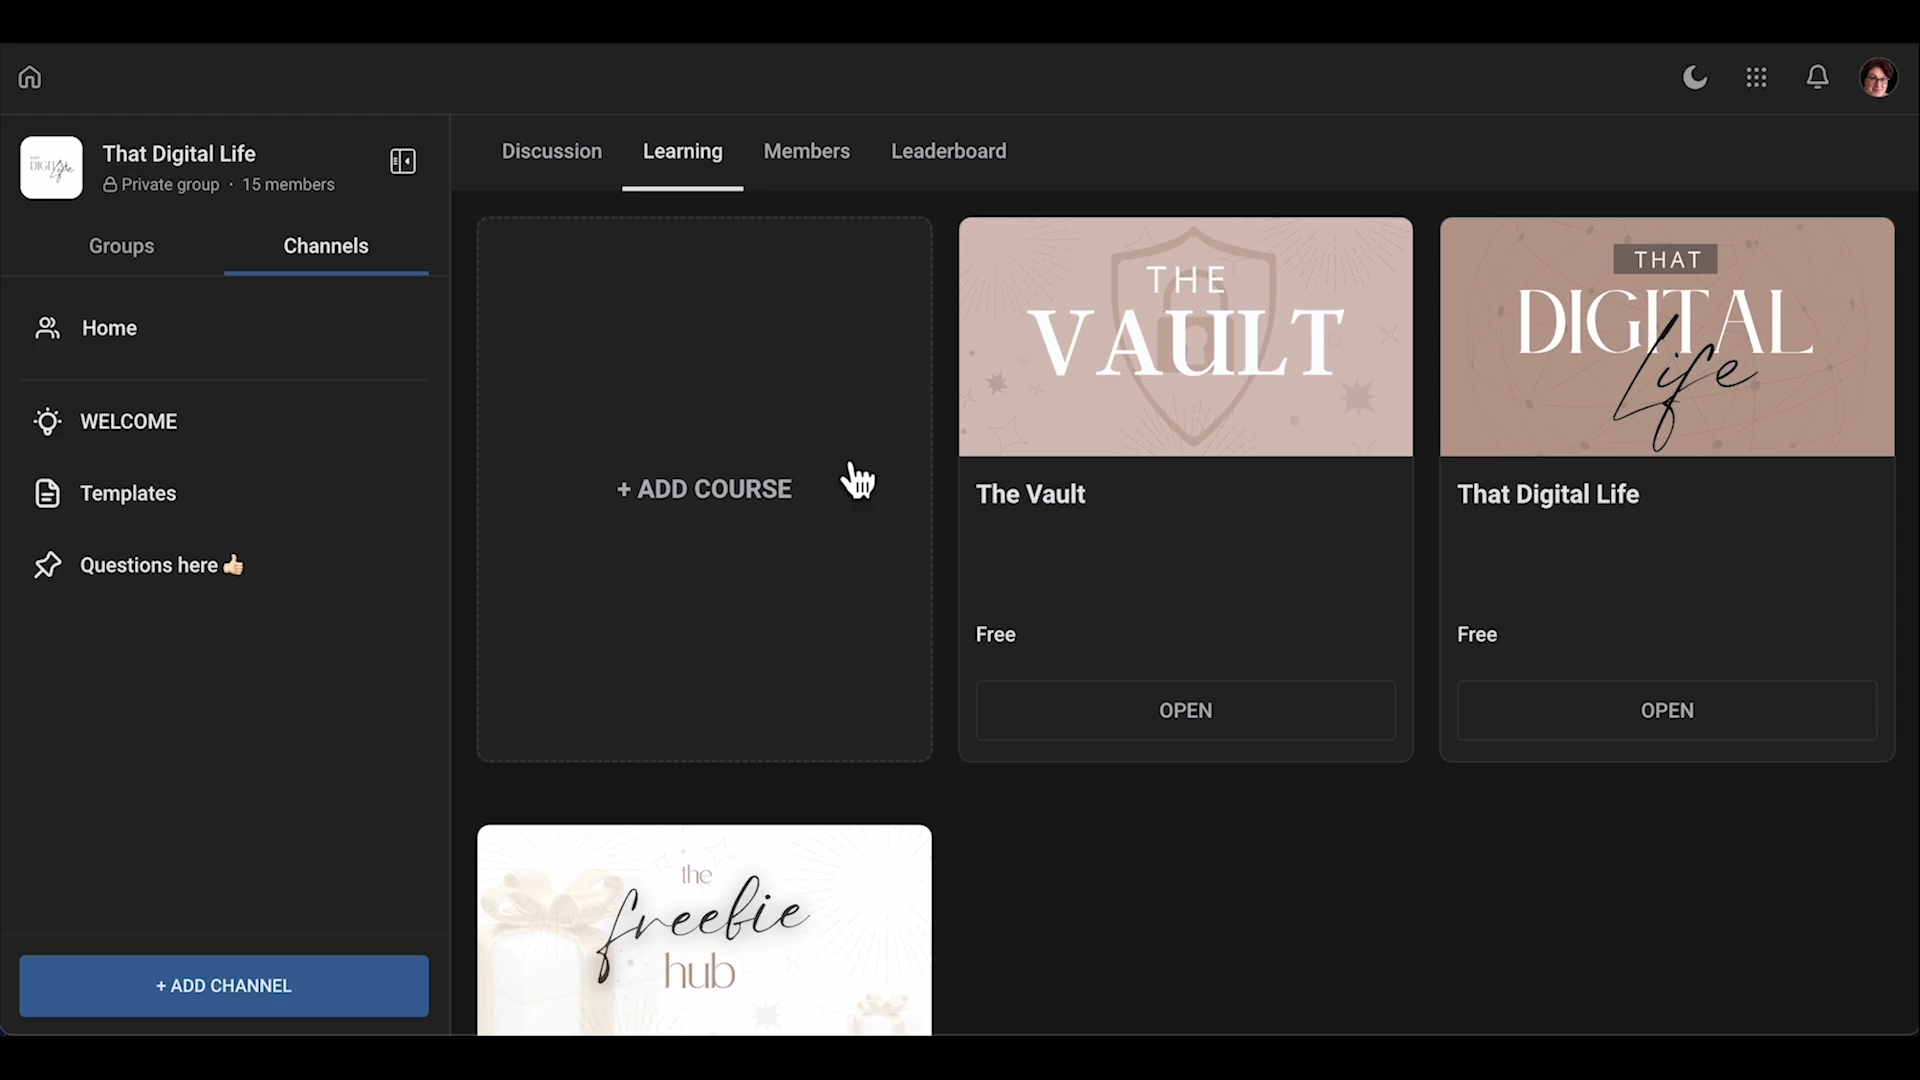 That Digital Life
Private group · 15 members
Groups
Channels
Home
WELCOME
Templates
Questions here 👍🏻
+ ADD CHANNEL
Discussion
Learning
Members
Leaderboard
+ ADD COURSE
THE
VAULT
The Vault
Free
OPEN
THAT
DIGITAL
Life
That Digital Life
Free
OPEN
the
freebie
hub